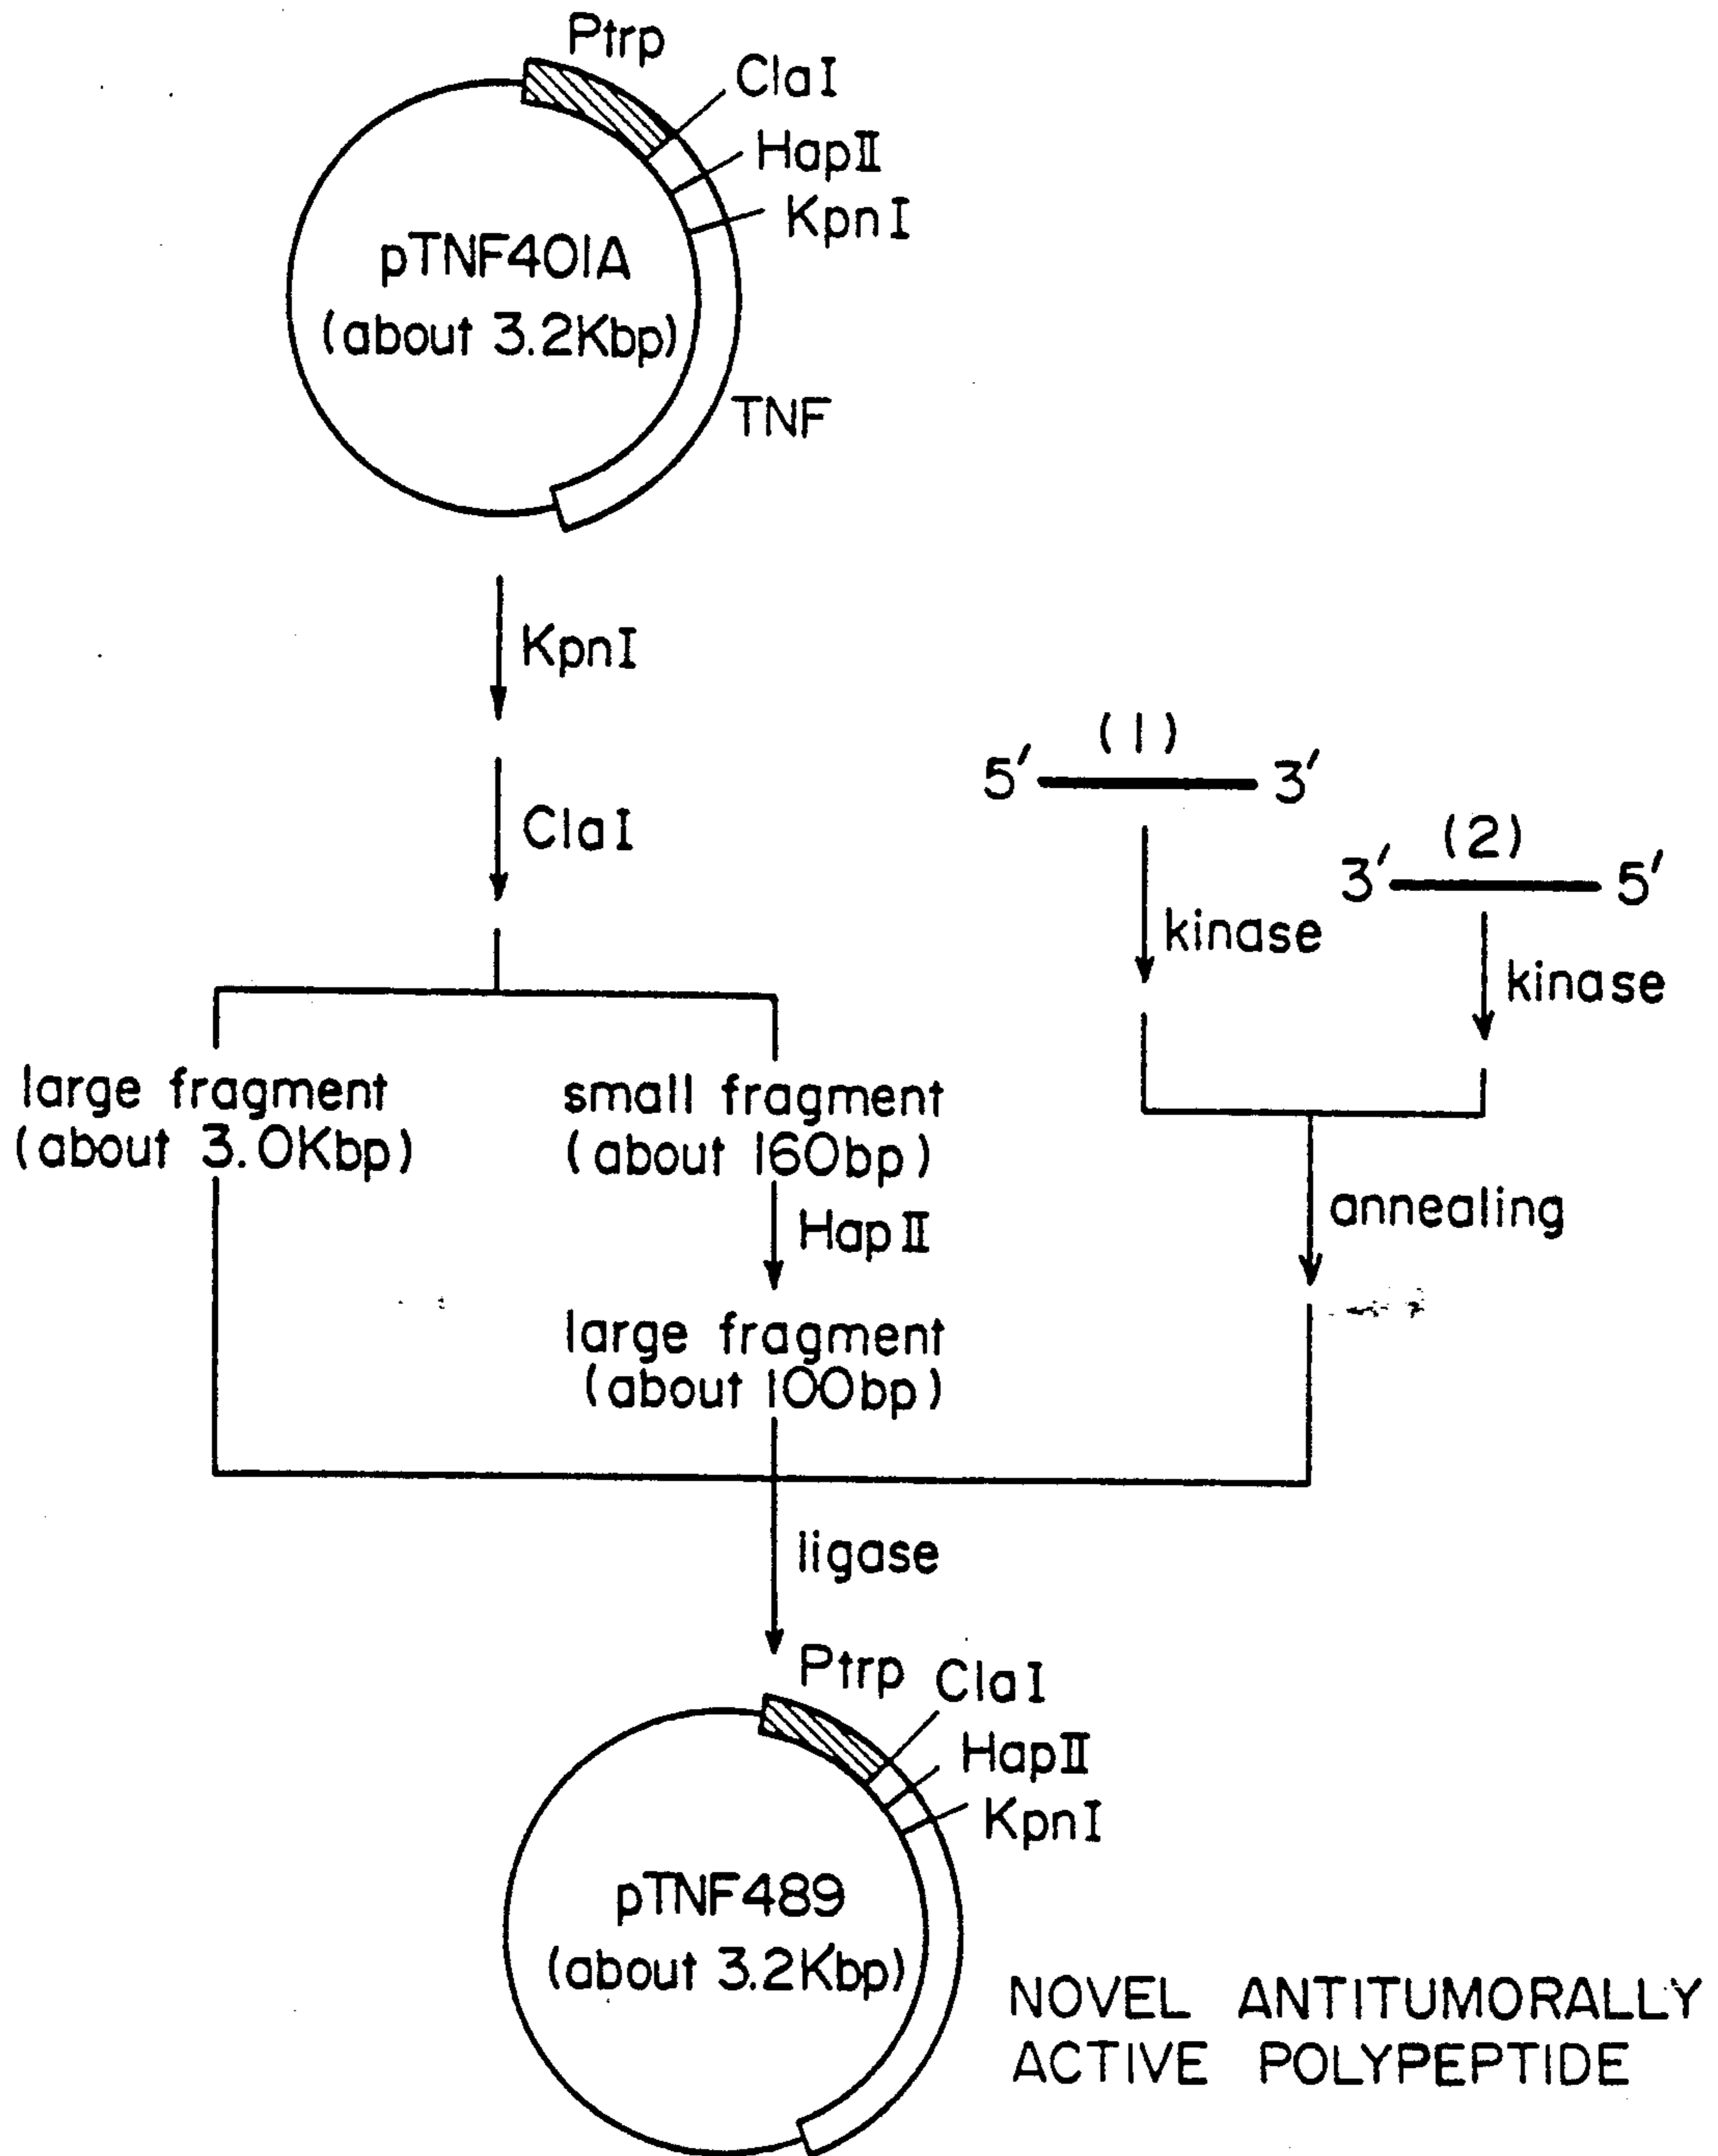 Ptrp
ClaI
HapII
KpnI
pTNF401A
(about 3.2Kbp)
TNF
KpnI
ClaI
(1)
5′ 3′
(2)
3′ 5′
kinase
kinase
large fragment
(about 3.0Kbp)
small fragment
(about 160bp)
HapII
annealing
large fragment
(about 100bp)
ligase
Ptrp ClaI
HapII
KpnI
pTNF489
(about 3.2Kbp)
NOVEL ANTITUMORALLY
ACTIVE POLYPEPTIDE